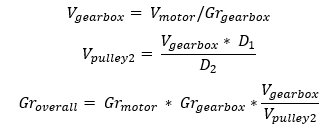 V_gearbox = V_motor/Gr_gearbox
V_pulley2 = (V_gearbox * D_1)/D_2
Gr_overall = Gr_motor * Gr_gearbox * V_gearbox/V_pulley2